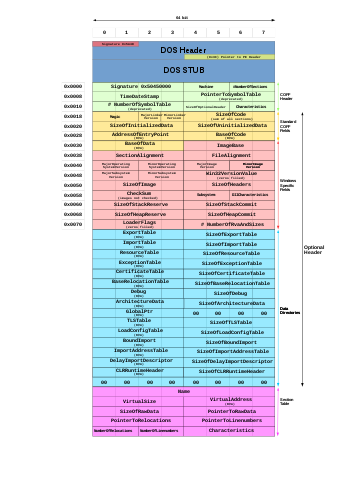 64 bit
0 1 2 3 4 5 6 7
Signature 0x5A4D
DOS Header
(0x3C) Pointer to PE Header
DOS STUB
0x0000 Signature 0x50450000 Machine #NumberOfSections
0x0008 TimeDateStamp PointerToSymbolTable
(deprecated)
COFF Header
0x0010 # NumberOfSymbolTable SizeOfOptionalHeader Characteristics
(deprecated)
0x0018 Magic MajorLinkerVersion MinorLinkerVersion SizeOfCode
(sum of all sections)
Standard COFF Fields
0x0020 SizeOfInitializedData SizeOfUninitializedData
0x0028 AddressOfEntryPoint BaseOfCode
(RVA) (RVA)
0x0030 BaseOfData ImageBase
(RVA)
0x0038 SectionAlignment FileAlignment
0x0040 MajorOperatingSystemVersion MinorOperatingSystemVersion MajorImageVersion MinorImageVersion
0x0048 MajorSubsystemVersion MinorSubsystemVersion Win32VersionValue
(zeros filled)
Windows Specific Fields
0x0050 SizeOfImage SizeOfHeaders
0x0058 CheckSum Subsystem DllCharacteristics
(images not checked)
0x0060 SizeOfStackReserve SizeOfStackCommit
0x0068 SizeOfHeapReserve SizeOfHeapCommit
0x0070 LoaderFlags # NumberOfRvaAndSizes
(zeros filled)
ExportTable SizeOfExportTable
(RVA)
ImportTable SizeOfImportTable
(RVA)
Optional Header
ResourceTable SizeOfResourceTable
(RVA)
ExceptionTable SizeOfExceptionTable
(RVA)
CertificateTable SizeOfCertificateTable
(RVA)
BaseRelocationTable SizeOfBaseRelocationTable
(RVA)
Debug SizeOfDebug
(RVA)
ArchitectureData SizeOfArchitectureData
(RVA)
GlobalPtr 00 00 00 00
(RVA)
Data Directories
TLSTable SizeOfTLSTable
(RVA)
LoadConfigTable SizeOfLoadConfigTable
(RVA)
BoundImport SizeOfBoundImport
(RVA)
ImportAddressTable SizeOfImportAddressTable
(RVA)
DelayImportDescriptor SizeOfDelayImportDescriptor
(RVA)
CLRRuntimeHeader SizeOfCLRRuntimeHeader
(RVA)
00 00 00 00 00 00 00 00
Name
VirtualSize VirtualAddress
(RVA)
Section Table
SizeOfRawData PointerToRawData
PointerToRelocations PointerToLinenumbers
NumberOfRelocations NumberOfLinenumbers Characteristics